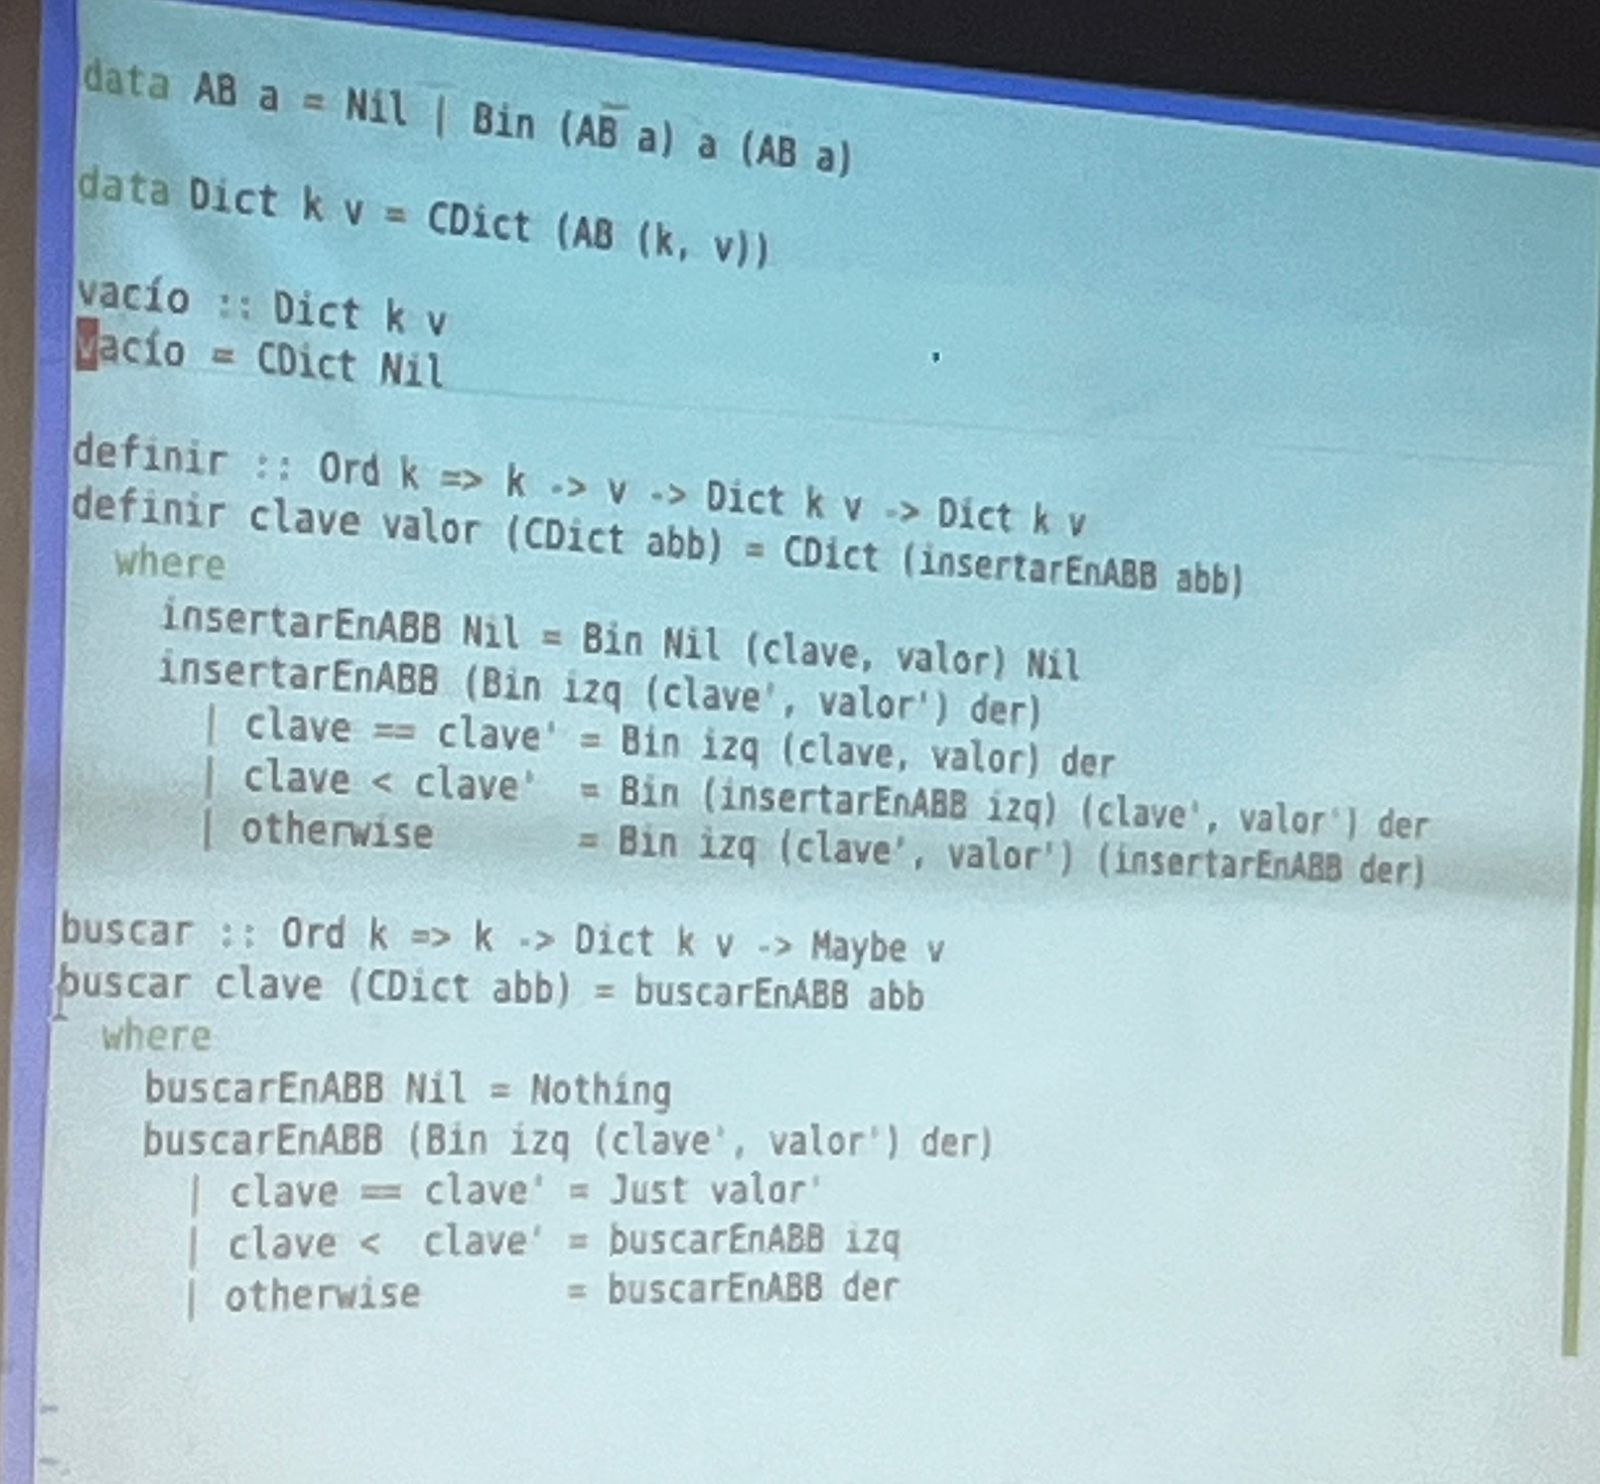 data AB a = Nil | Bin (AB a) a (AB a)
data Dict k v = CDict (AB (k, v))
vacío :: Dict k v
vacío = CDict Nil
definir :: Ord k => k -> v -> Dict k v -> Dict k v
definir clave valor (CDict abb) = CDict (insertarEnABB abb)
  where
    insertarEnABB Nil = Bin Nil (clave, valor) Nil
    insertarEnABB (Bin izq (clave', valor') der)
      | clave == clave' = Bin izq (clave, valor) der
      | clave < clave'  = Bin (insertarEnABB izq) (clave', valor') der
      | otherwise       = Bin izq (clave', valor') (insertarEnABB der)
buscar :: Ord k => k -> Dict k v -> Maybe v
buscar clave (CDict abb) = buscarEnABB abb
  where
    buscarEnABB Nil = Nothing
    buscarEnABB (Bin izq (clave', valor') der)
      | clave == clave' = Just valor'
      | clave <  clave' = buscarEnABB izq
      | otherwise       = buscarEnABB der